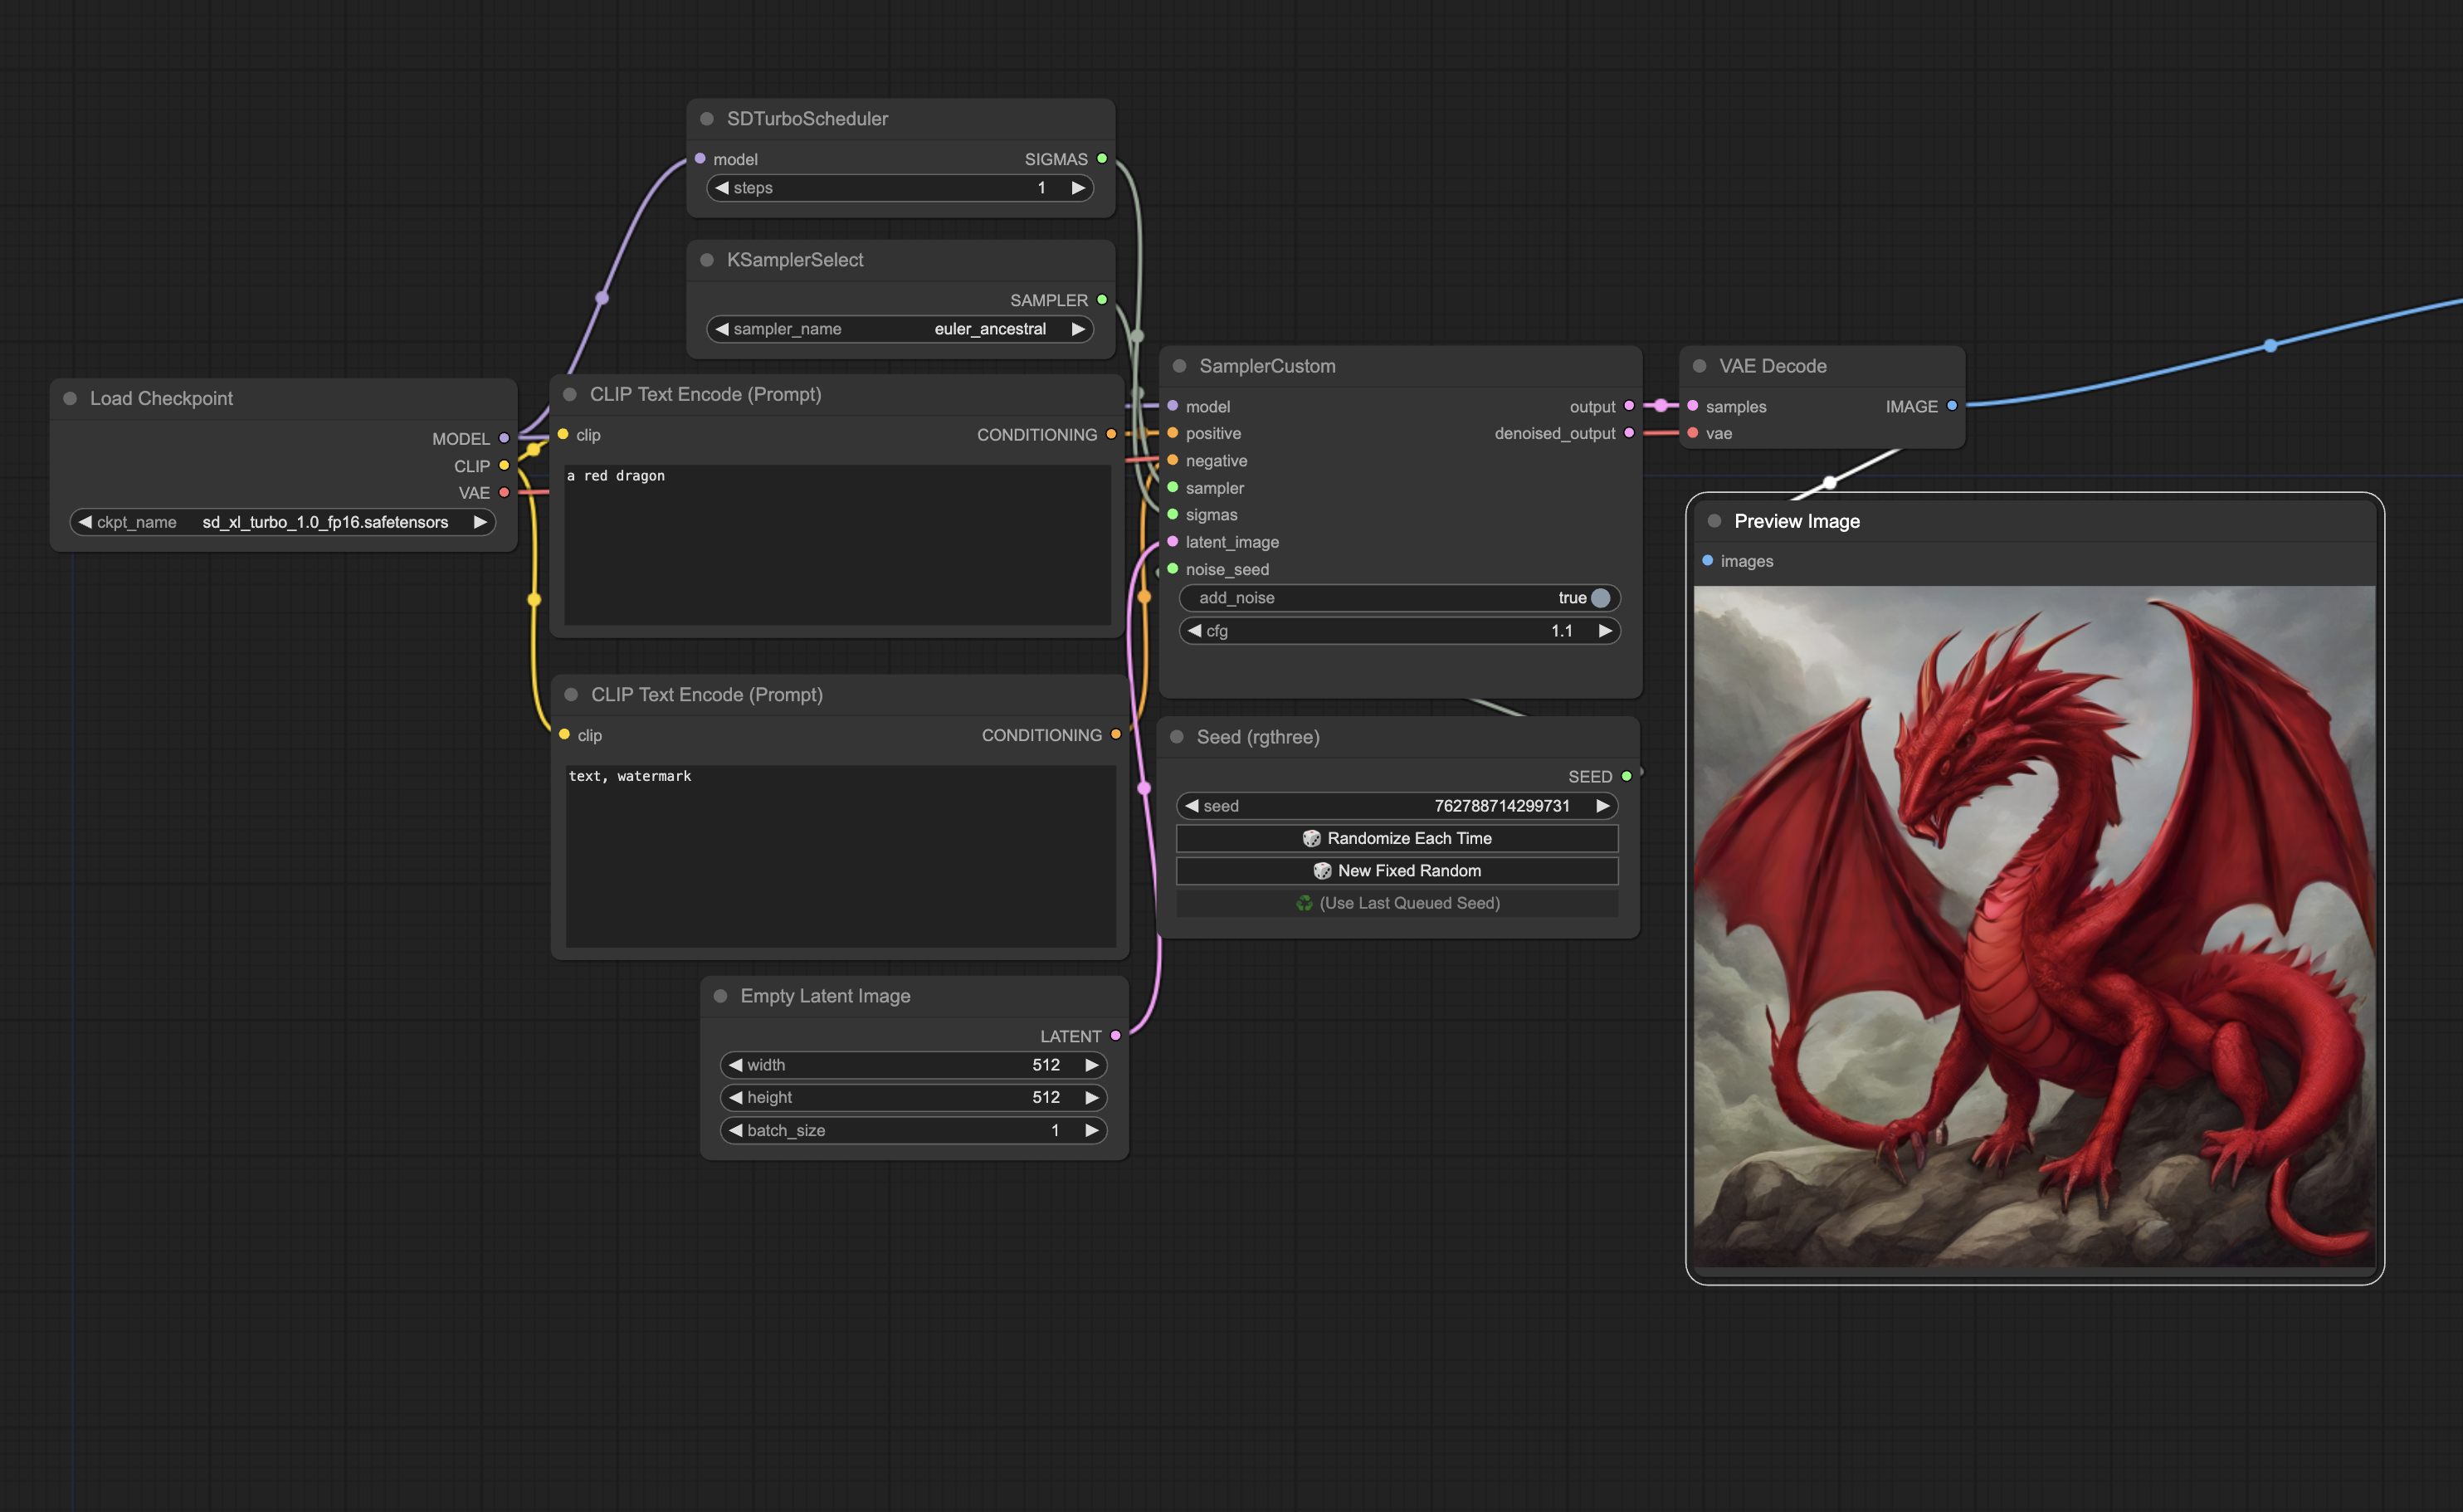 SDTurboScheduler
model SIGMAS
steps 1
KSamplerSelect
SAMPLER
sampler_name euler_ancestral
Load Checkpoint
MODEL
CLIP
VAE
ckpt_name sd_xl_turbo_1.0_fp16.safetensors
CLIP Text Encode (Prompt)
clip CONDITIONING
a red dragon
CLIP Text Encode (Prompt)
clip CONDITIONING
text, watermark
Empty Latent Image
LATENT
width 512
height 512
batch_size 1
SamplerCustom
model output
positive denoised_output
negative
sampler
sigmas
latent_image
noise_seed
add_noise true
cfg 1.1
Seed (rgthree)
SEED
seed 762788714299731
🎲 Randomize Each Time
🎲 New Fixed Random
♻️ (Use Last Queued Seed)
VAE Decode
samples IMAGE
vae
Preview Image
images